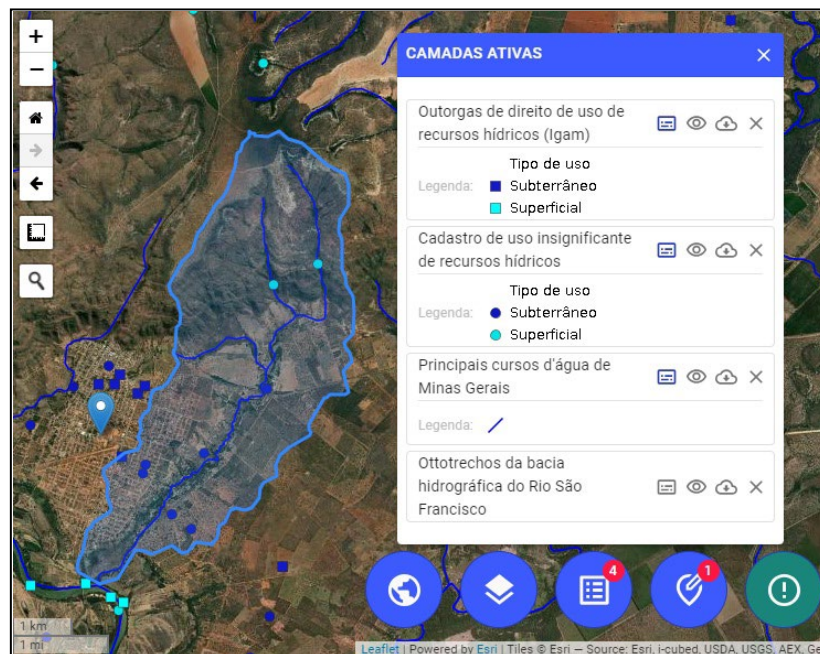 +
−
CAMADAS ATIVAS
Outorgas de direito de uso de
recursos hídricos (Igam)
Tipo de uso
Legenda:
Subterrâneo
Superficial
Cadastro de uso insignificante
de recursos hídricos
Tipo de uso
Legenda:
Subterrâneo
Superficial
Principais cursos d'água de
Minas Gerais
Legenda:
Ottotrechos da bacia
hidrográfica do Rio São
Francisco
4
1
1 km
1 mi
Leaflet | Powered by Esri | Tiles © Esri — Source: Esri, i-cubed, USDA, USGS, AEX, Ge